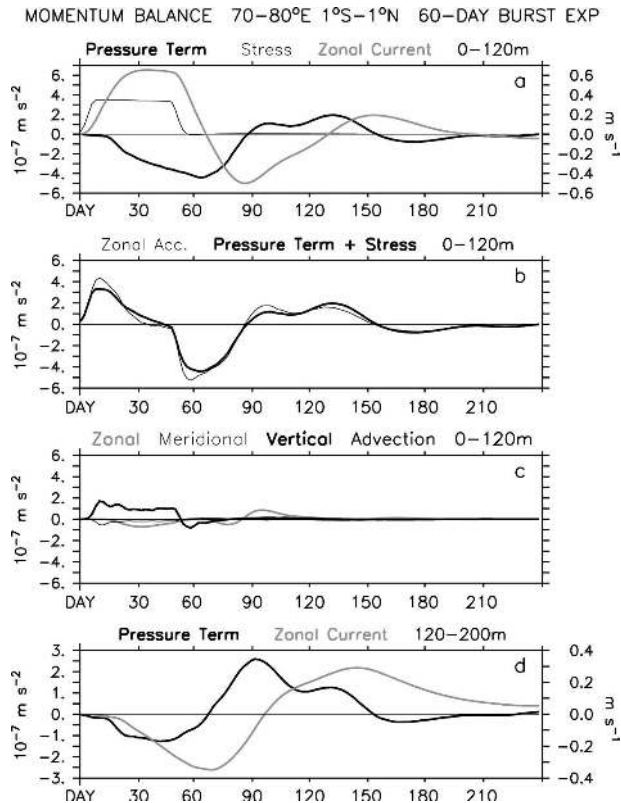 MOMENTUM BALANCE 70–80°E 1°S–1°N 60–DAY BURST EXP
Pressure Term Stress Zonal Current 0–120m
a
6.
4.
2.
0.
−2.
−4.
−6.
10⁻⁷ m s⁻²
0.6
0.4
0.2
0.0
−0.2
−0.4
−0.6
m s⁻¹
DAY 30 60 90 120 150 180 210
Zonal Acc. Pressure Term + Stress 0–120m
b
6.
4.
2.
0.
−2.
−4.
−6.
10⁻⁷ m s⁻²
DAY 30 60 90 120 150 180 210
Zonal Meridional Vertical Advection 0–120m
c
6.
4.
2.
0.
−2.
−4.
−6.
10⁻⁷ m s⁻²
DAY 30 60 90 120 150 180 210
Pressure Term Zonal Current 120–200m
d
3.
2.
1.
0.
−1.
−2.
−3.
10⁻⁷ m s⁻²
0.4
0.2
0.0
−0.2
−0.4
m s⁻¹
DAY 30 60 90 120 150 180 210